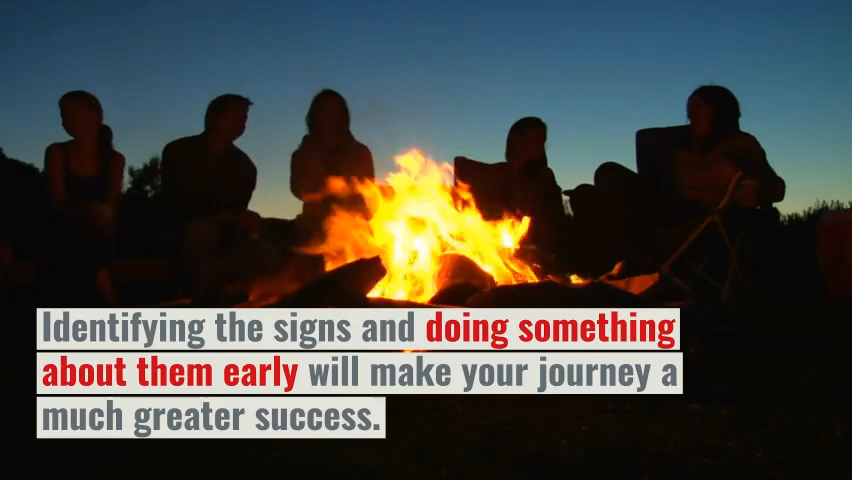 Identifying the signs and doing something
about them early will make your journey a
much greater success.